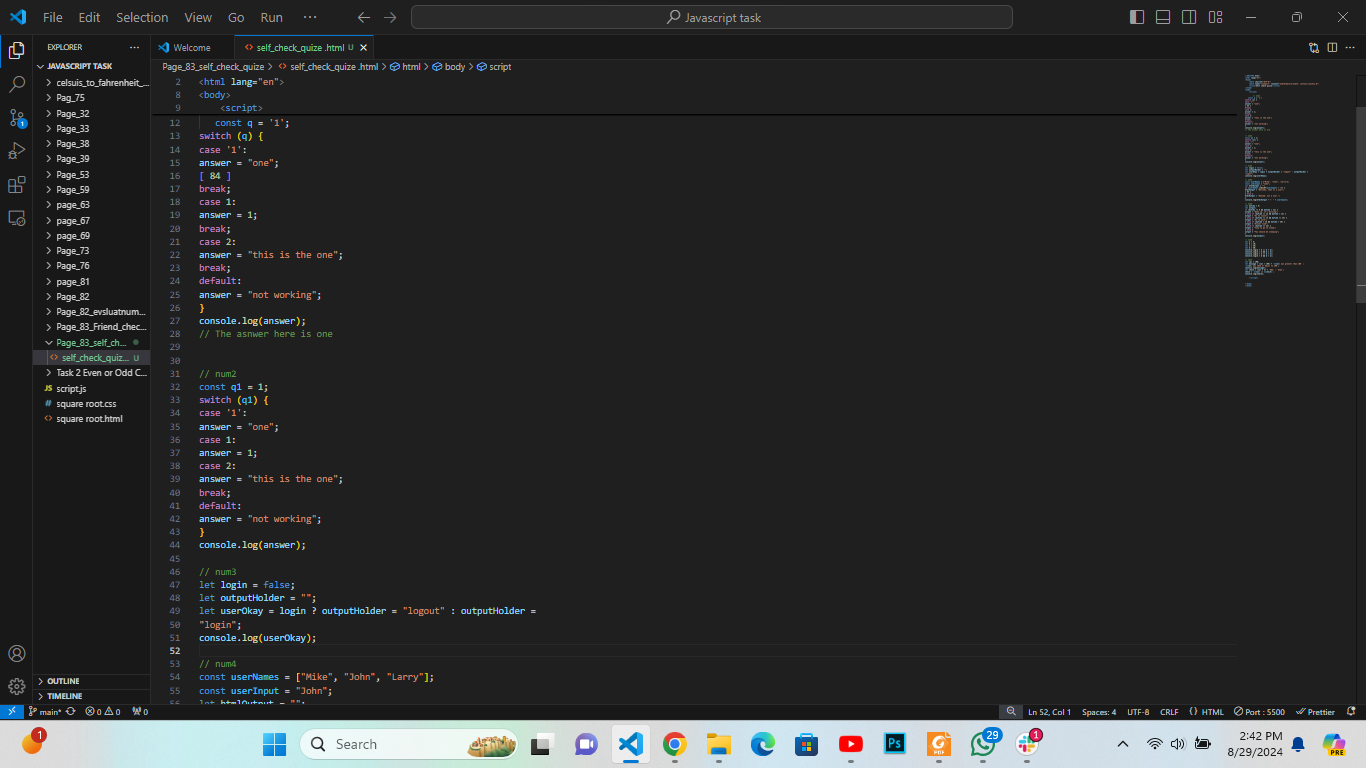 File Edit Selection View Go Run ··· Javascript task
EXPLORER ···
JAVASCRIPT TASK
celsuis_to_fahrenheit_...
Pag_75
Page_32
Page_33
Page_38
Page_39
Page_53
Page_59
page_63
page_67
page_69
Page_73
Page_76
page_81
Page_82
Page_82_evsluatnum...
Page_83_Friend_chec...
Page_83_self_ch...
self_check_quiz... U
Task 2 Even or Odd C...
JS script.js
# square root.css
<> square root.html
OUTLINE
TIMELINE
Welcome <> self_check_quize .html U
Page_83_self_check_quize > <> self_check_quize .html > html > body > script
2 <html lang="en">
8 <body>
9 <script>
12 const q = '1';
13 switch (q) {
14 case '1':
15 answer = "one";
16 [ 84 ]
17 break;
18 case 1:
19 answer = 1;
20 break;
21 case 2:
22 answer = "this is the one";
23 break;
24 default:
25 answer = "not working";
26 }
27 console.log(answer);
28 // The asnwer here is one
29
30
31 // num2
32 const q1 = 1;
33 switch (q1) {
34 case '1':
35 answer = "one";
36 case 1:
37 answer = 1;
38 case 2:
39 answer = "this is the one";
40 break;
41 default:
42 answer = "not working";
43 }
44 console.log(answer);
45
46 // num3
47 let login = false;
48 let outputHolder = "";
49 let userOkay = login ? outputHolder = "logout" : outputHolder =
50 "login";
51 console.log(userOkay);
52
53 // num4
54 const userNames = ["Mike", "John", "Larry"];
55 const userInput = "John";
56 let htmlOutput = "";
main* 0 0 0 Ln 52, Col 1 Spaces: 4 UTF-8 CRLF {} HTML Port : 5500 Prettier
1 Search Ps PDF 29 1 2:42 PM PRE
8/29/2024